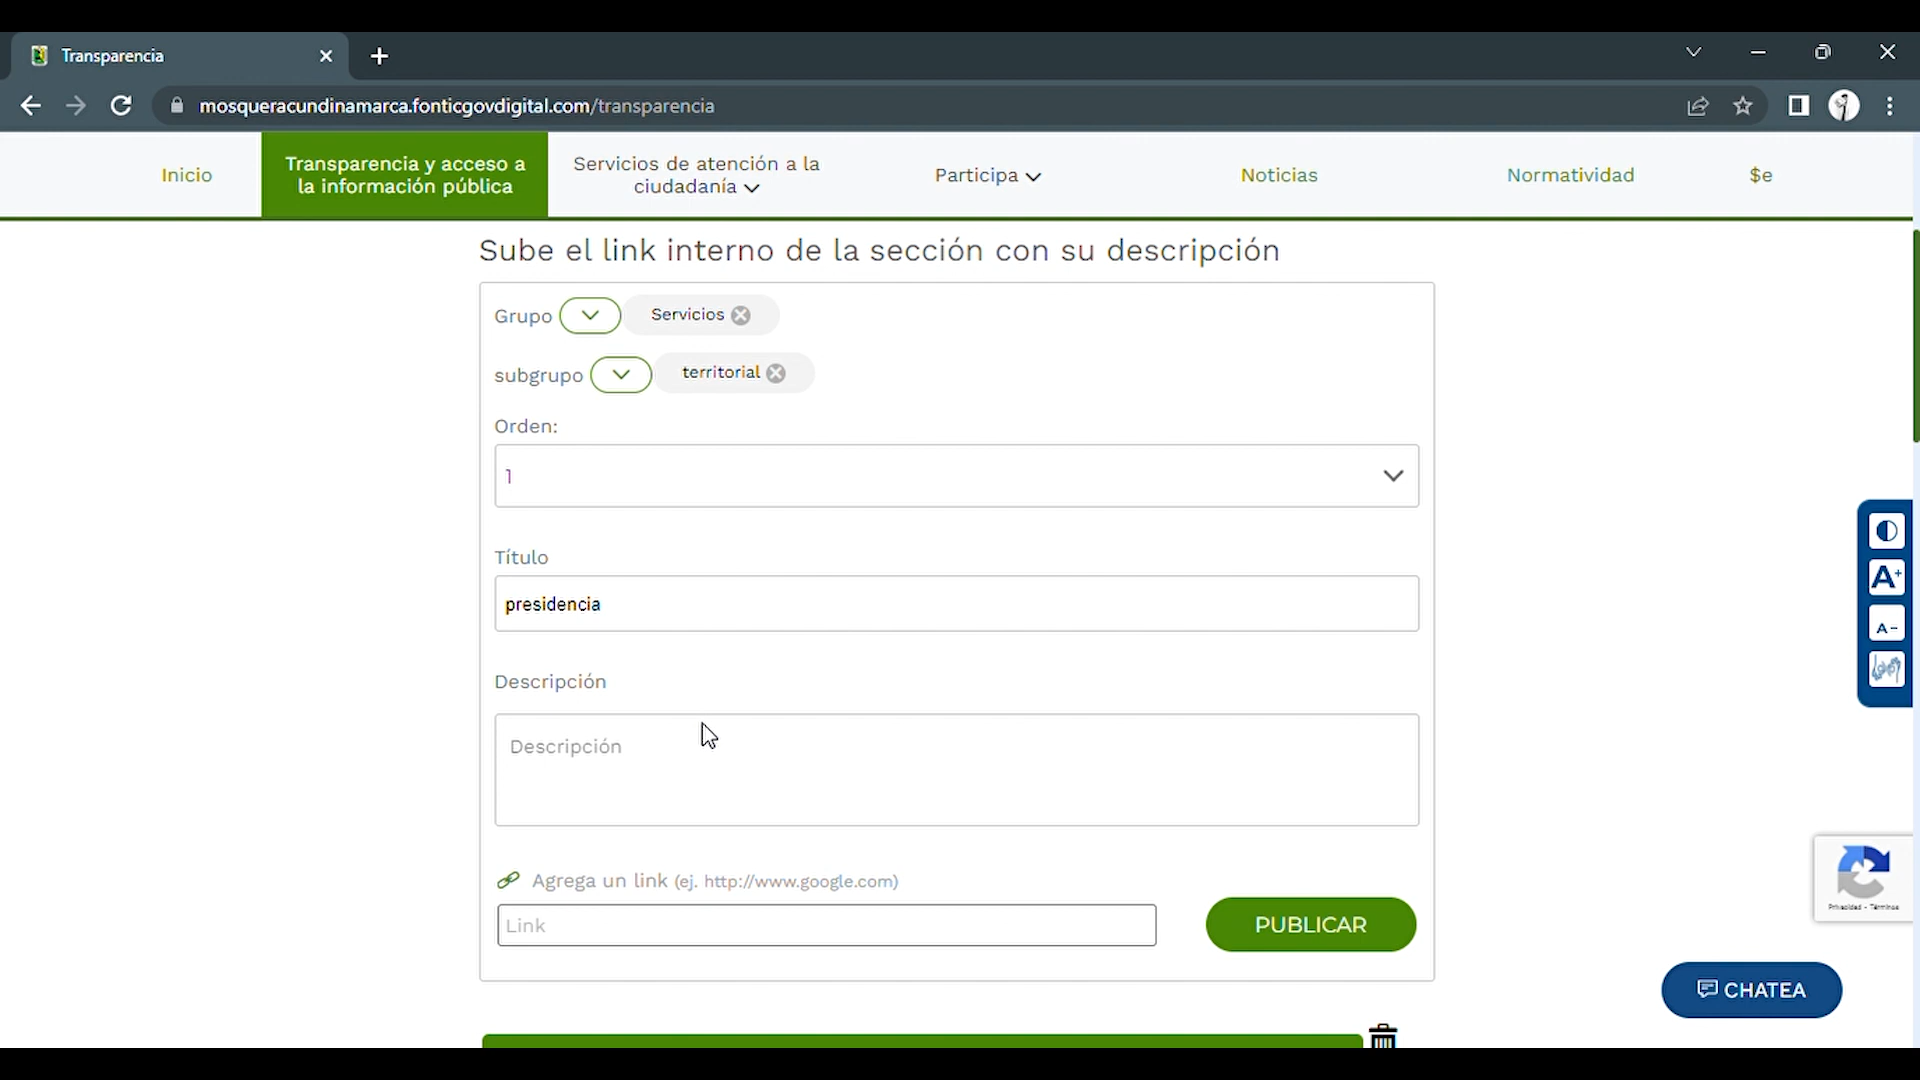 Transparencia
mosqueracundinamarca.fonticgovdigital.com/transparencia
Inicio
Transparencia y acceso a
la información pública
Servicios de atención a la
ciudadanía
Participa
Noticias
Normatividad
$e
Sube el link interno de la sección con su descripción
Grupo Servicios
subgrupo territorial
Orden:
1
Título
presidencia
Descripción
Descripción
Agrega un link (ej. http://www.google.com)
Link
PUBLICAR
A+
A-
Privacidad - Términos
CHATEA